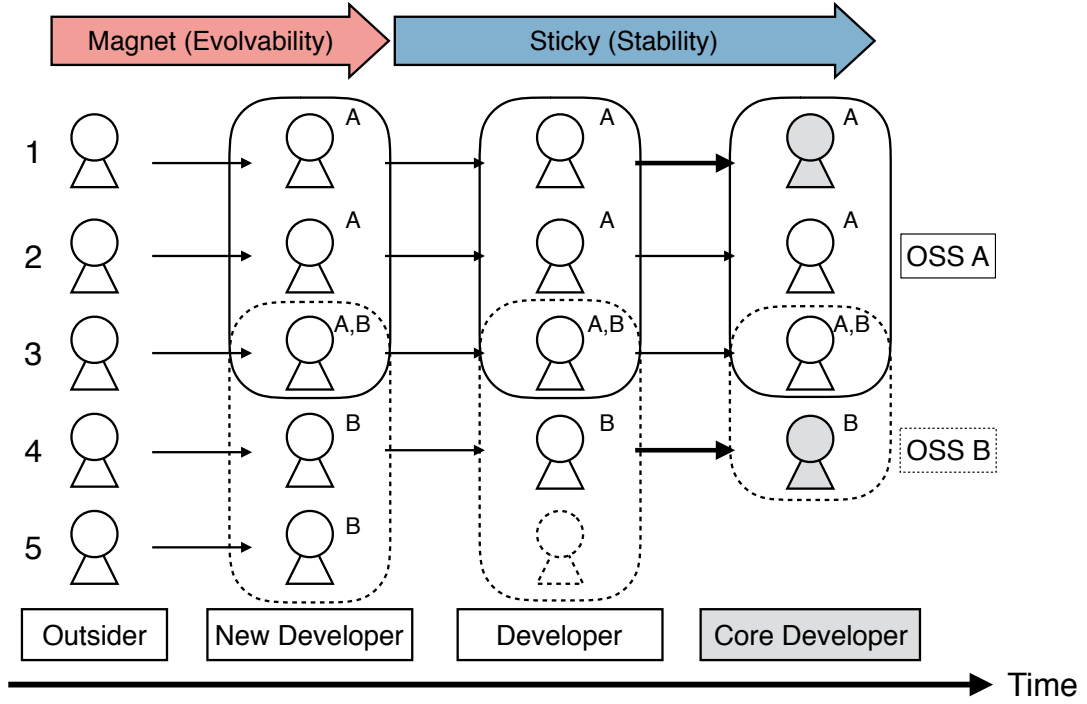 Magnet (Evolvability)
Sticky (Stability)
1
A
A
A
2
A
A
A
OSS A
3
A,B
A,B
A,B
4
B
B
B
OSS B
5
B
Outsider
New Developer
Developer
Core Developer
Time